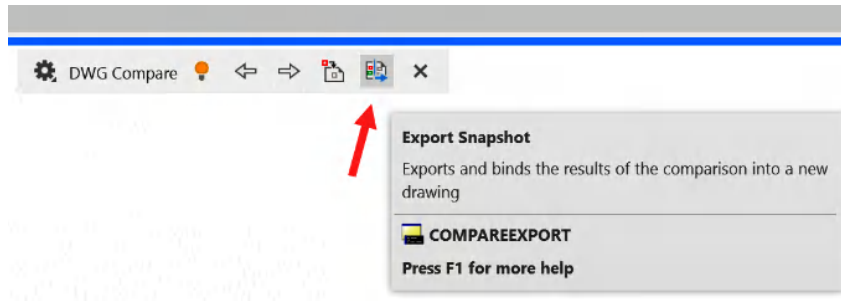 DWG Compare
Export Snapshot
Exports and binds the results of the comparison into a new
drawing
COMPAREEXPORT
Press F1 for more help